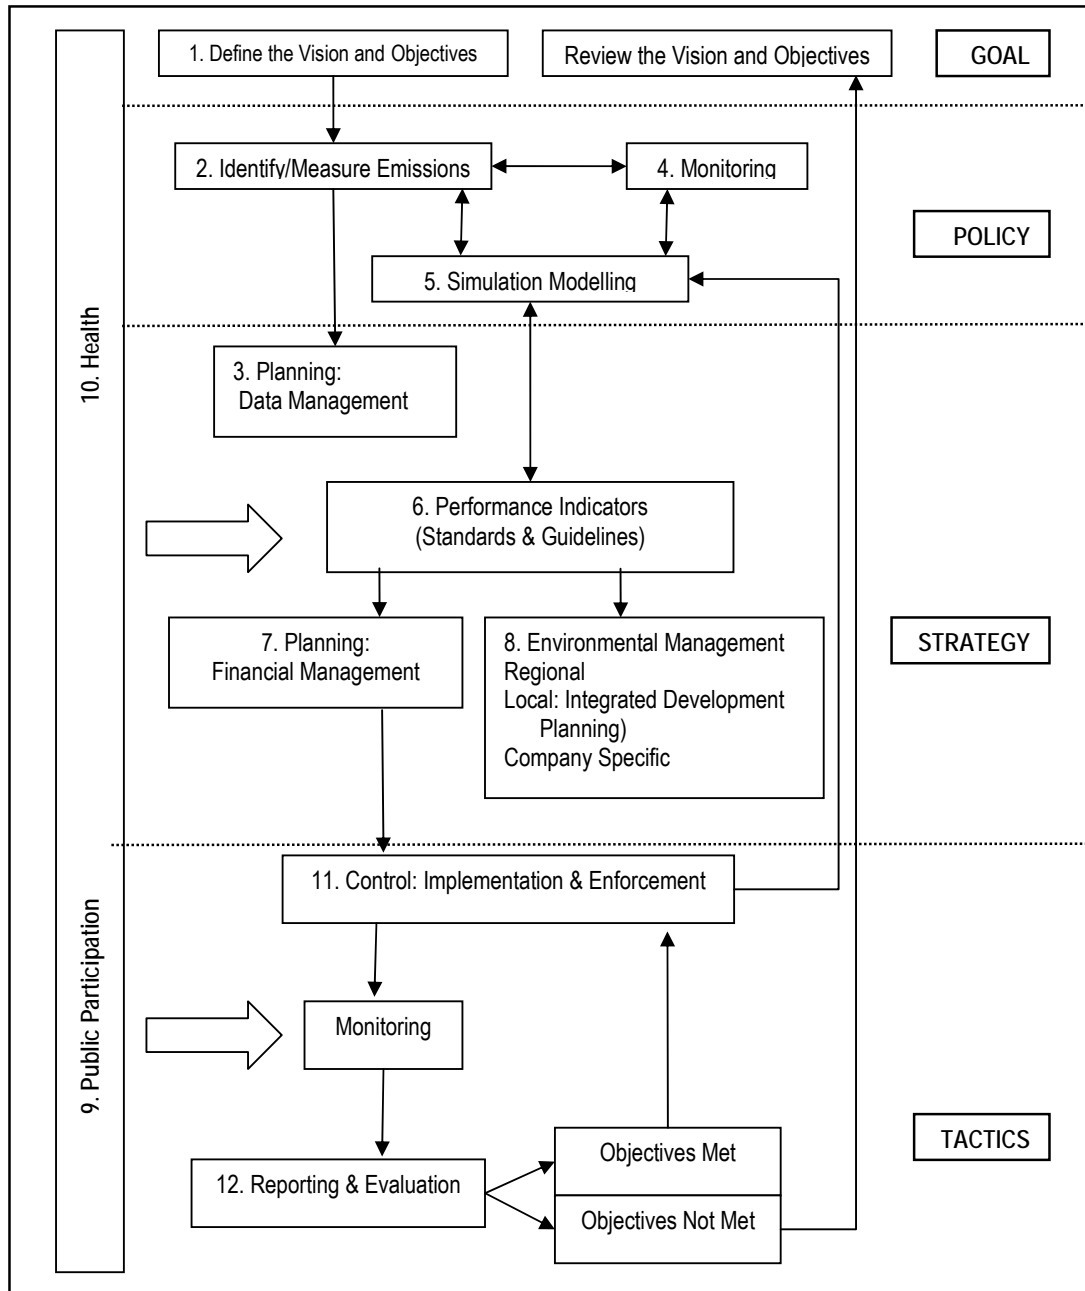 1. Define the Vision and Objectives
Review the Vision and Objectives
GOAL
2. Identify/Measure Emissions
4. Monitoring
POLICY
5. Simulation Modelling
10. Health
3. Planning:
Data Management
6. Performance Indicators
(Standards & Guidelines)
7. Planning:
Financial Management
8. Environmental Management
Regional
Local: Integrated Development
Planning)
Company Specific
STRATEGY
11. Control: Implementation & Enforcement
9. Public Participation
Monitoring
TACTICS
12. Reporting & Evaluation
Objectives Met
Objectives Not Met